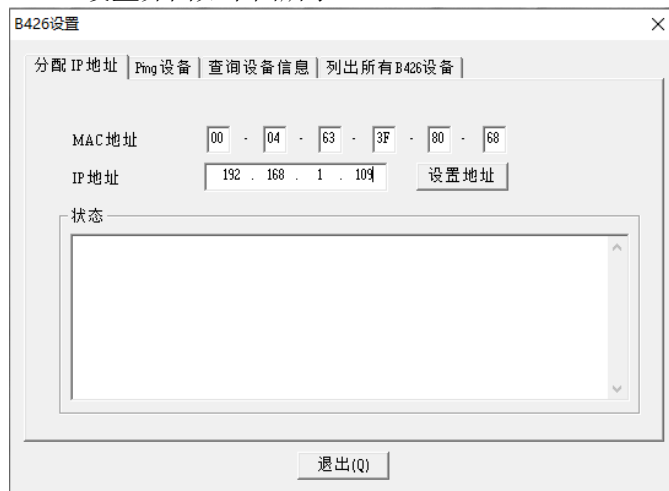 B426设置
分配IP地址 Ping设备 查询设备信息 列出所有B426设备
MAC地址 00 - 04 - 63 - 3F - 80 - 68
IP地址 192 . 168 . 1 . 109 设置地址
状态
退出(Q)